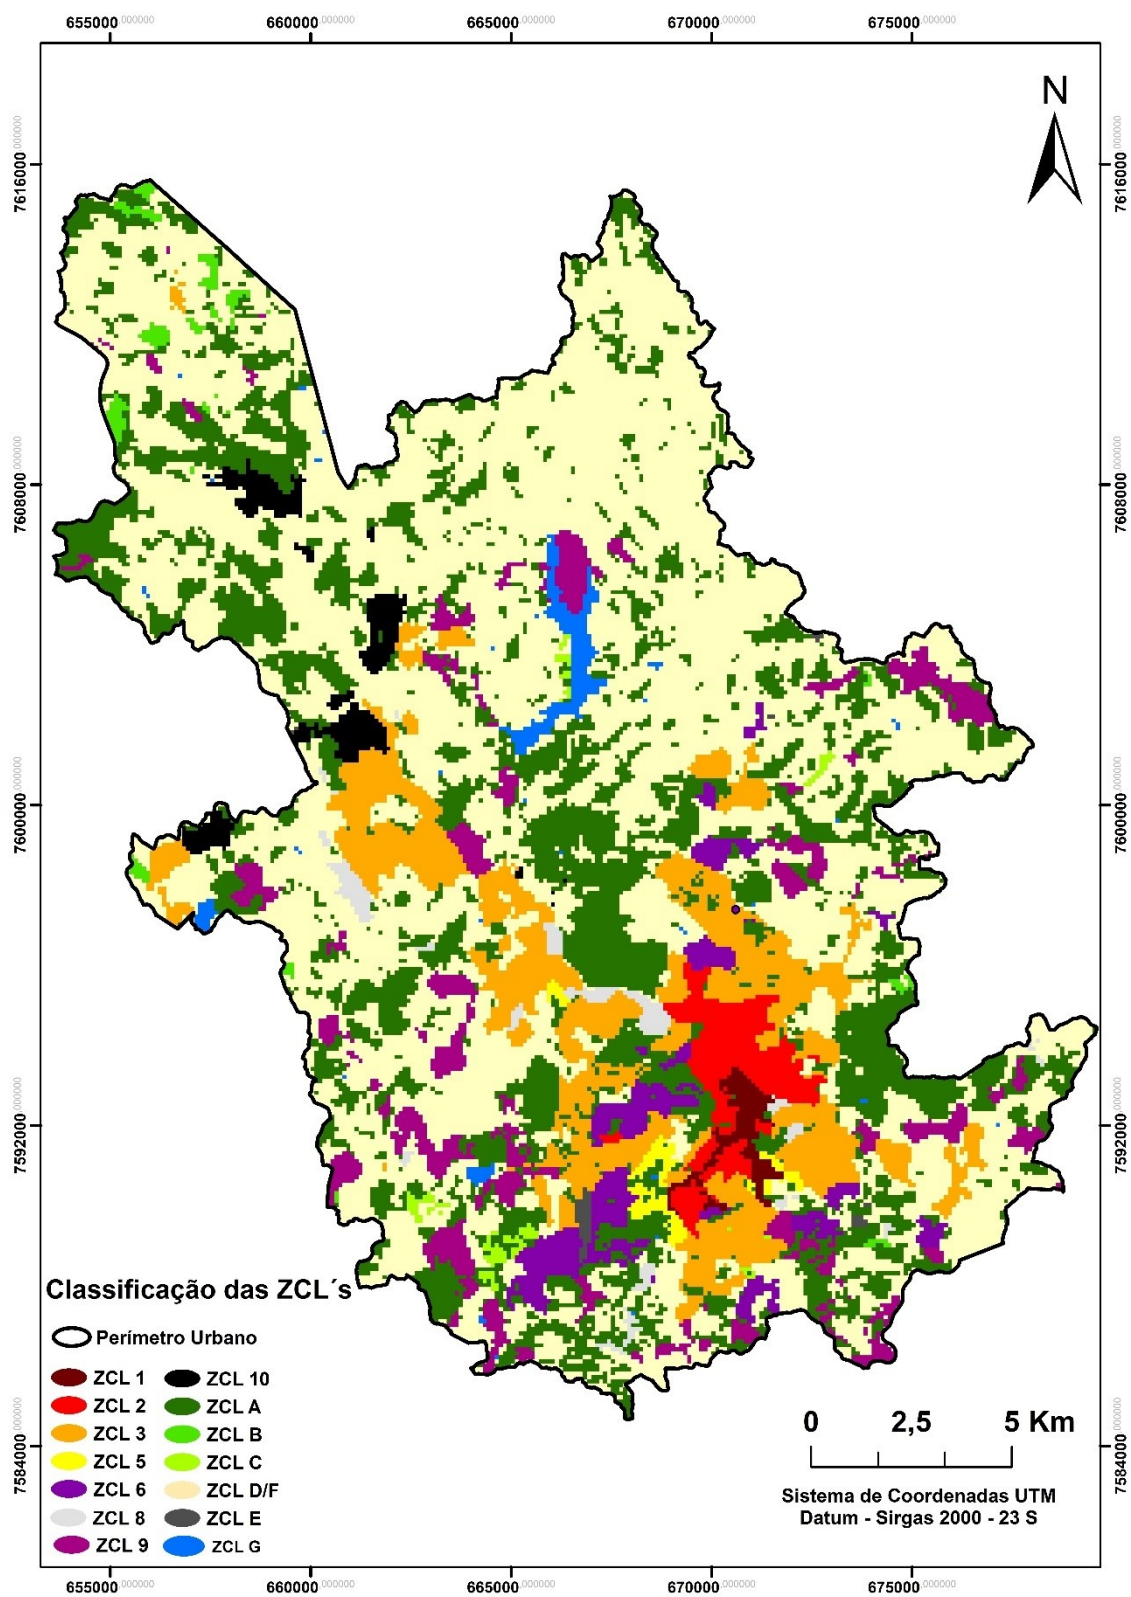 655000.000000 660000.000000 665000.000000 670000.000000 675000.000000
N
7616000.000000 7616000.000000
7608000.000000 7608000.000000
7600000.000000 7600000.000000
7592000.000000 7592000.000000
7584000.000000 7584000.000000
Classificação das ZCL´s
Perímetro Urbano
ZCL 1 ZCL 10
ZCL 2 ZCL A
ZCL 3 ZCL B
ZCL 5 ZCL C
ZCL 6 ZCL D/F
ZCL 8 ZCL E
ZCL 9 ZCL G
0 2,5 5 Km
Sistema de Coordenadas UTM
Datum - Sirgas 2000 - 23 S
655000.000000 660000.000000 665000.000000 670000.000000 675000.000000